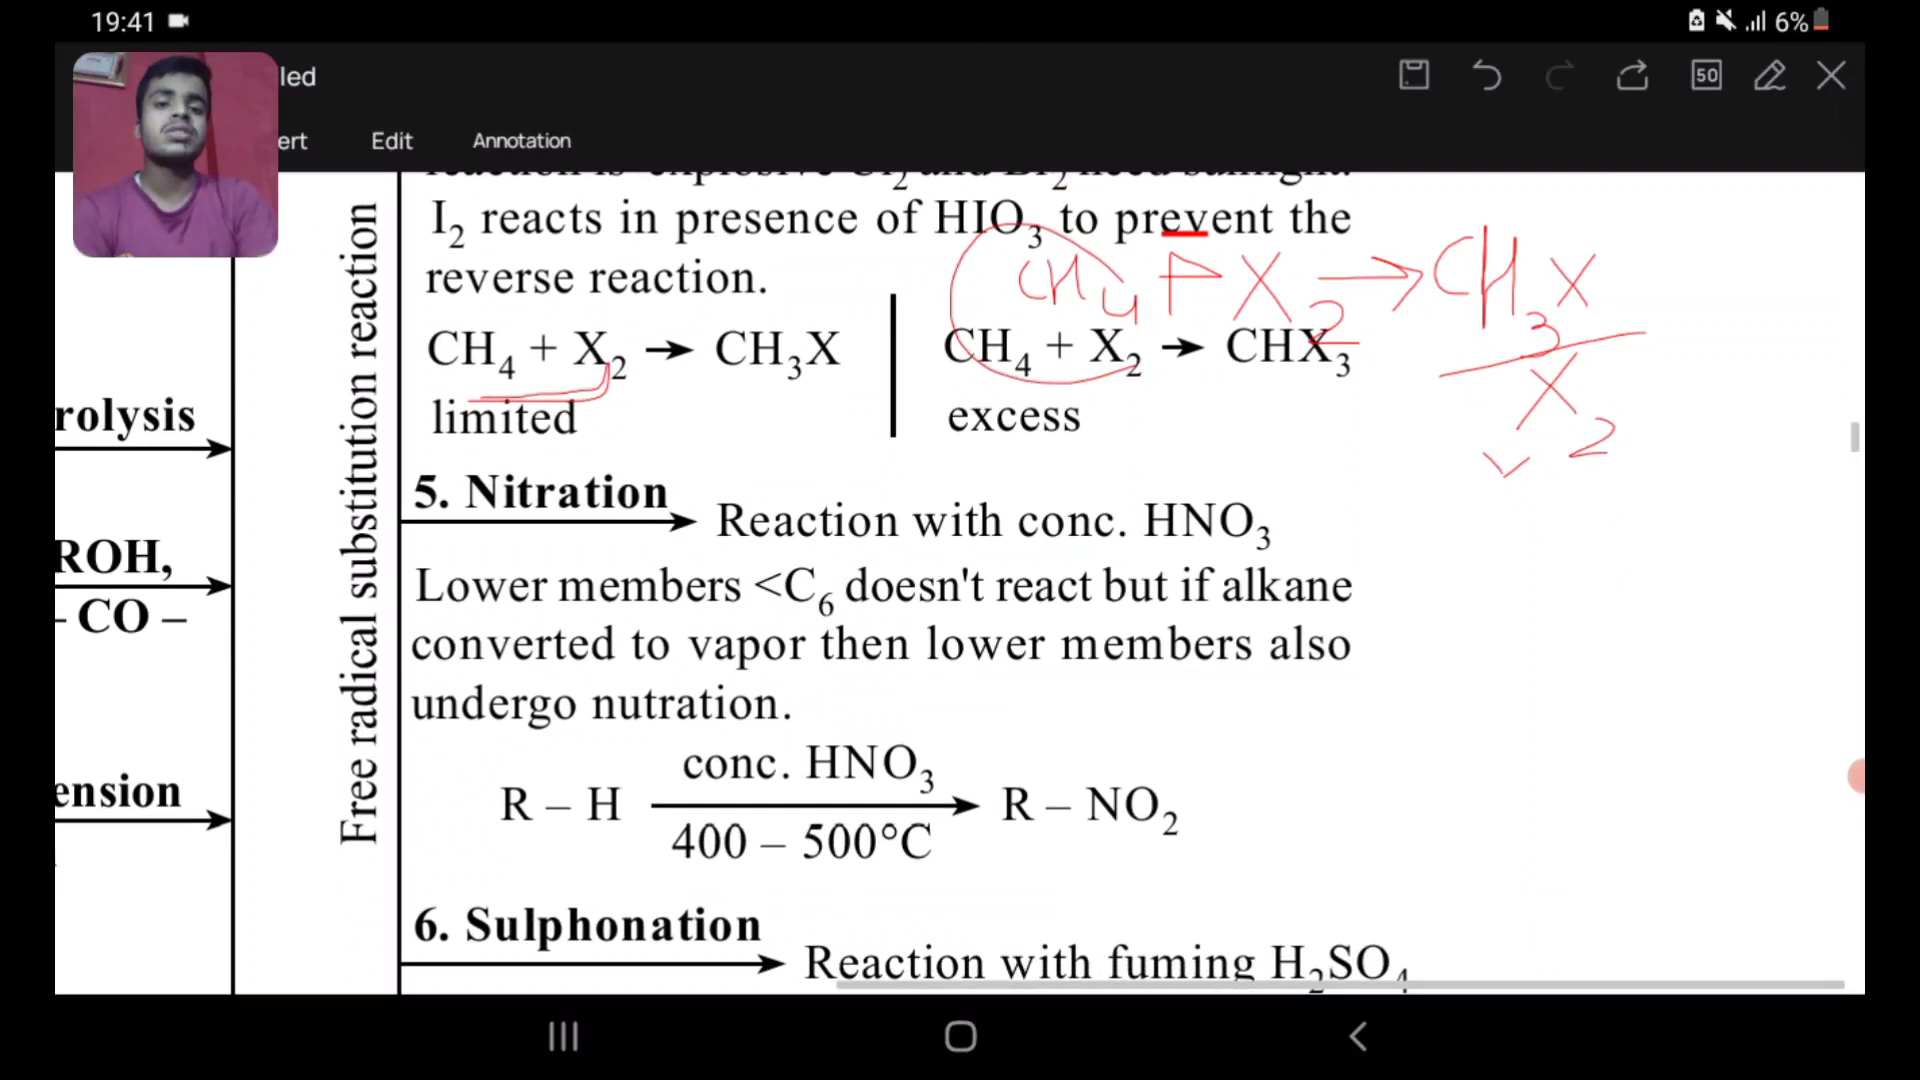 19:41
6%
led
50
ert Edit Annotation
I2 reacts in presence of HIO3 to prevent the
reverse reaction.
CH4 + X2 → CH3X
limited
CH4 + X2 → CH3X
X2
CH4 + X2 → CHX3
excess
5. Nitration
Reaction with conc. HNO3
Lower members <C6 doesn't react but if alkane
converted to vapor then lower members also
undergo nutration.
conc. HNO3
R – H → R – NO2
400 – 500°C
6. Sulphonation
Reaction with fuming H2SO4
Free radical substitution reaction
rolysis
ROH,
– CO –
ension